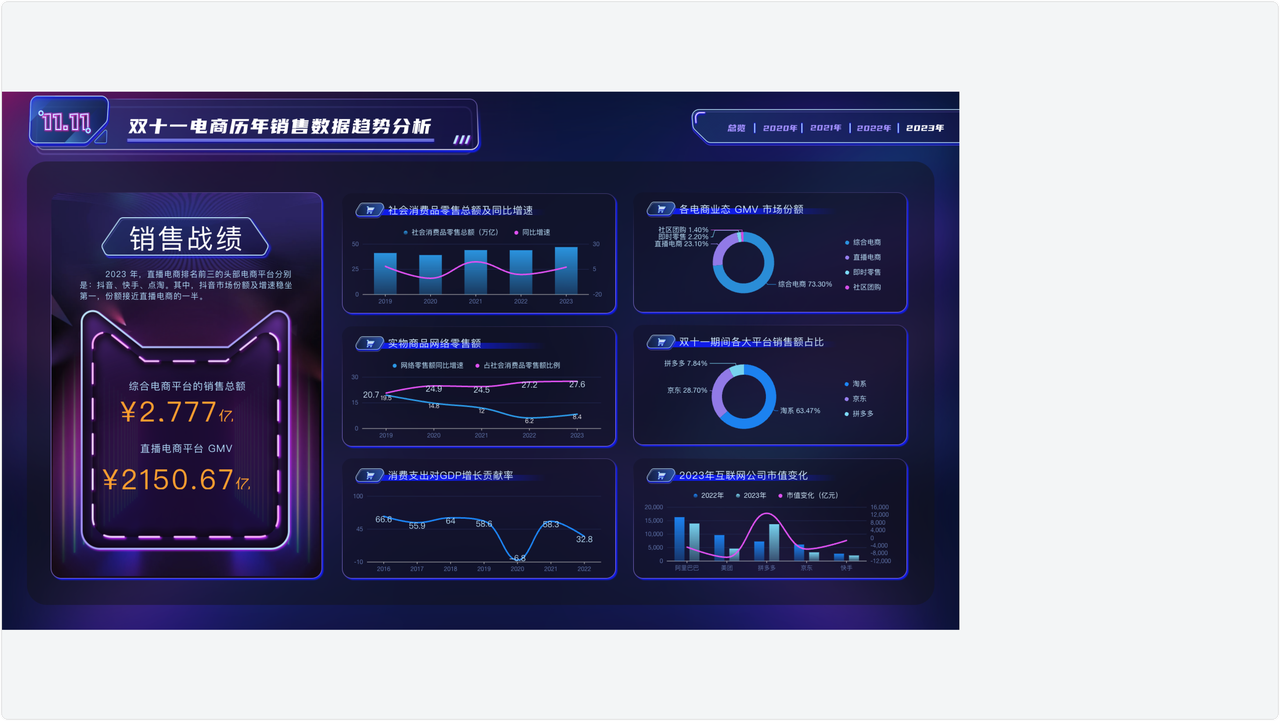 11.11
双十一电商历年销售数据趋势分析
总览 | 2020年 | 2021年 | 2022年 | 2023年
销售战绩
2023 年，直播电商排名前三的头部电商平台分别
是：抖音、快手、点淘。其中，抖音市场份额及增速稳坐
第一，份额接近直播电商的一半。
综合电商平台的销售总额
¥2.777亿
直播电商平台 GMV
¥2150.67亿
社会消费品零售总额及同比增速
社会消费品零售总额（万亿） 同比增速
50 30
25 5
0 -20
2019 2020 2021 2022 2023
实物商品网络零售额
网络零售额同比增速 占社会消费品零售额比例
30
15
0
20.7 24.9 24.5 27.2 27.6
19.5 14.8 12 6.2 8.4
2019 2020 2021 2022 2023
消费支出对GDP增长贡献率
100
45
-10
66.6 55.9 64 58.6 -6.8 58.3 32.8
2016 2017 2018 2019 2020 2021 2022
各电商业态 GMV 市场份额
社区团购 1.40%
即时零售 2.20%
直播电商 23.10%
综合电商 73.30%
综合电商
直播电商
即时零售
社区团购
双十一期间各大平台销售额占比
拼多多 7.84%
京东 28.70%
淘系 63.47%
淘系
京东
拼多多
2023年互联网公司市值变化
2022年 2023年 市值变化（亿元）
20,000
15,000
10,000
5,000
0
16,000
12,000
8,000
4,000
0
-4,000
-8,000
-12,000
阿里巴巴 美团 拼多多 京东 快手